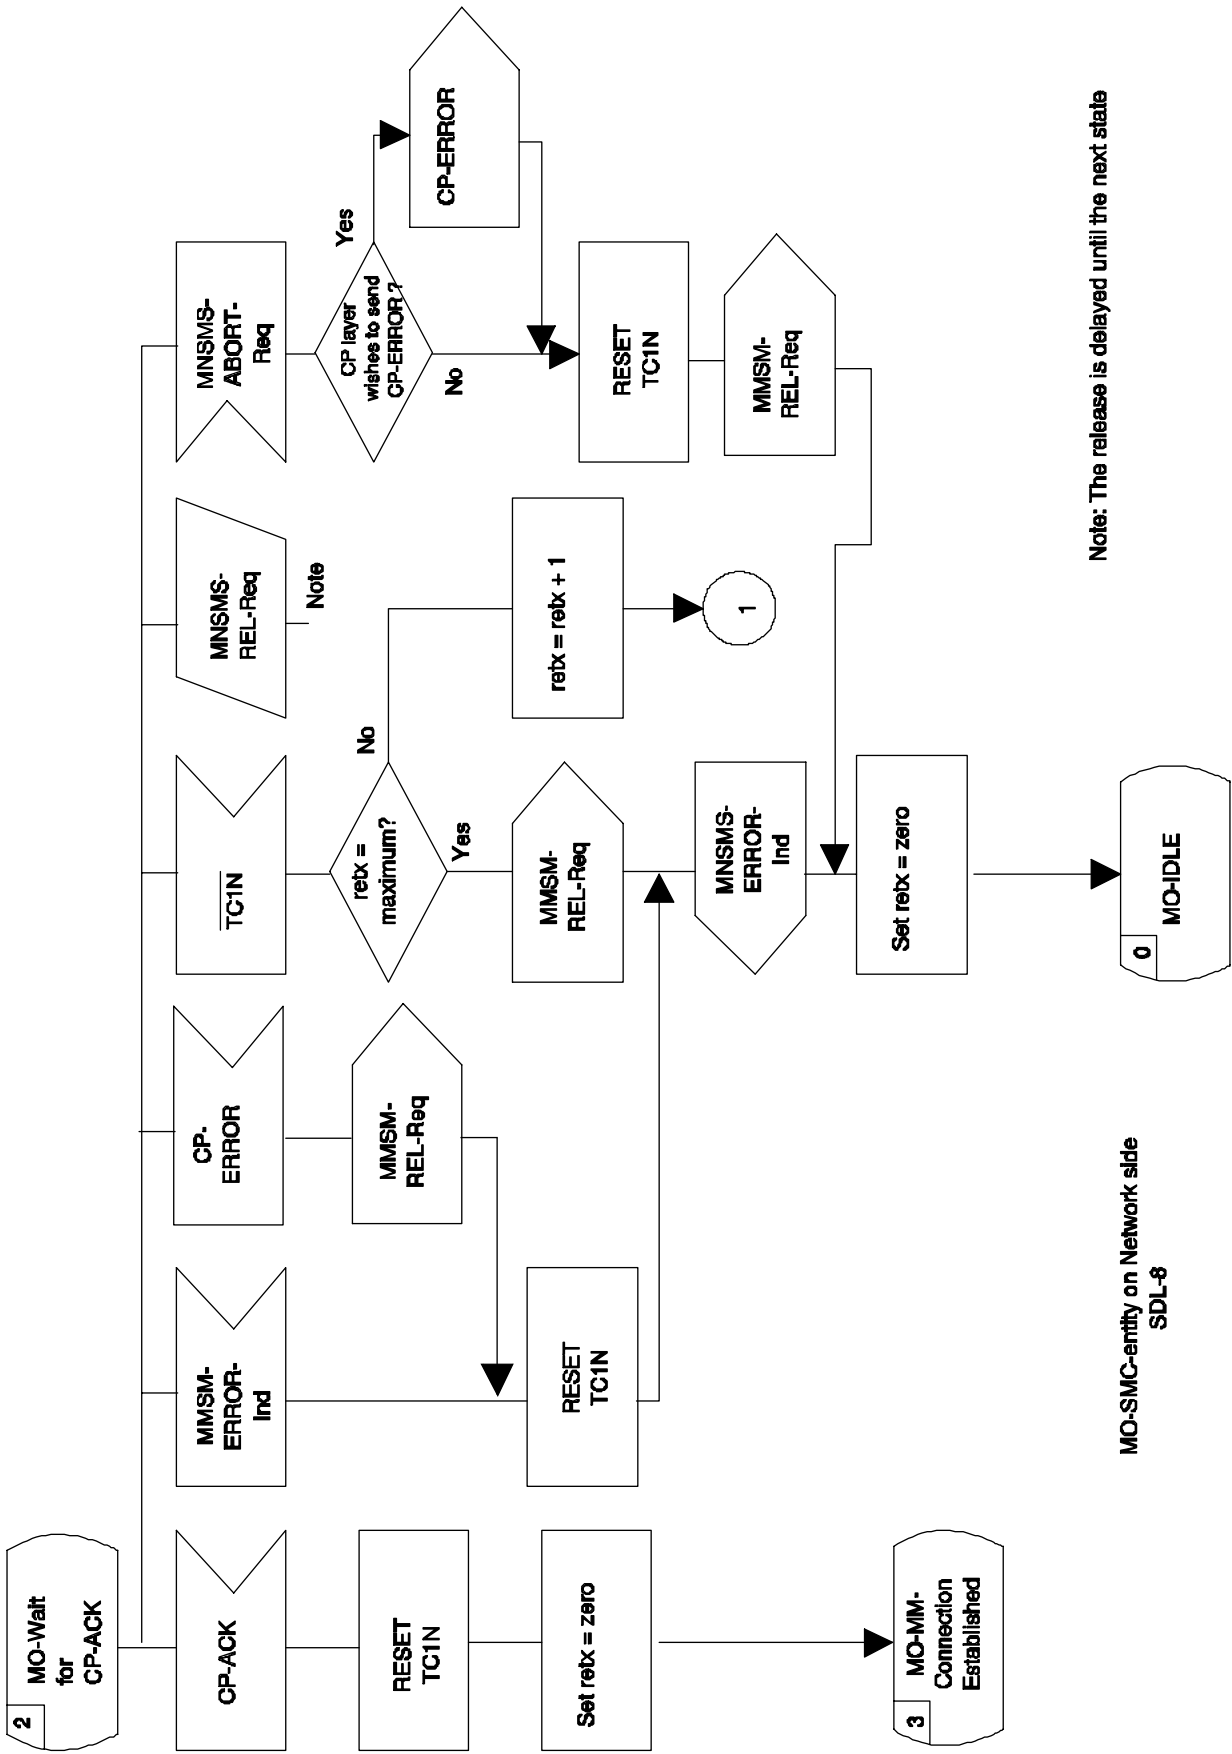 2
MO-Wait
for
CP-ACK
CP-ACK
RESET
TC1N
Set retx = zero
3
MO-MM-
Connection
Established
MMSM-
ERROR-
Ind
RESET
TC1N
CP-
ERROR
MMSM-
REL-Req
TC1N
retx =
maximum?
No
Yes
MMSM-
REL-Req
MNSMS-
ERROR-
Ind
Set retx = zero
0
MO-IDLE
retx = retx + 1
1
MNSMS-
REL-Req
Note
MNSMS-
ABORT-
Req
CP layer
wishes to send
CP-ERROR ?
Yes
No
CP-ERROR
RESET
TC1N
MMSM-
REL-Req
Note: The release is delayed until the next state
MO-SMC-entity on Network side
SDL-8